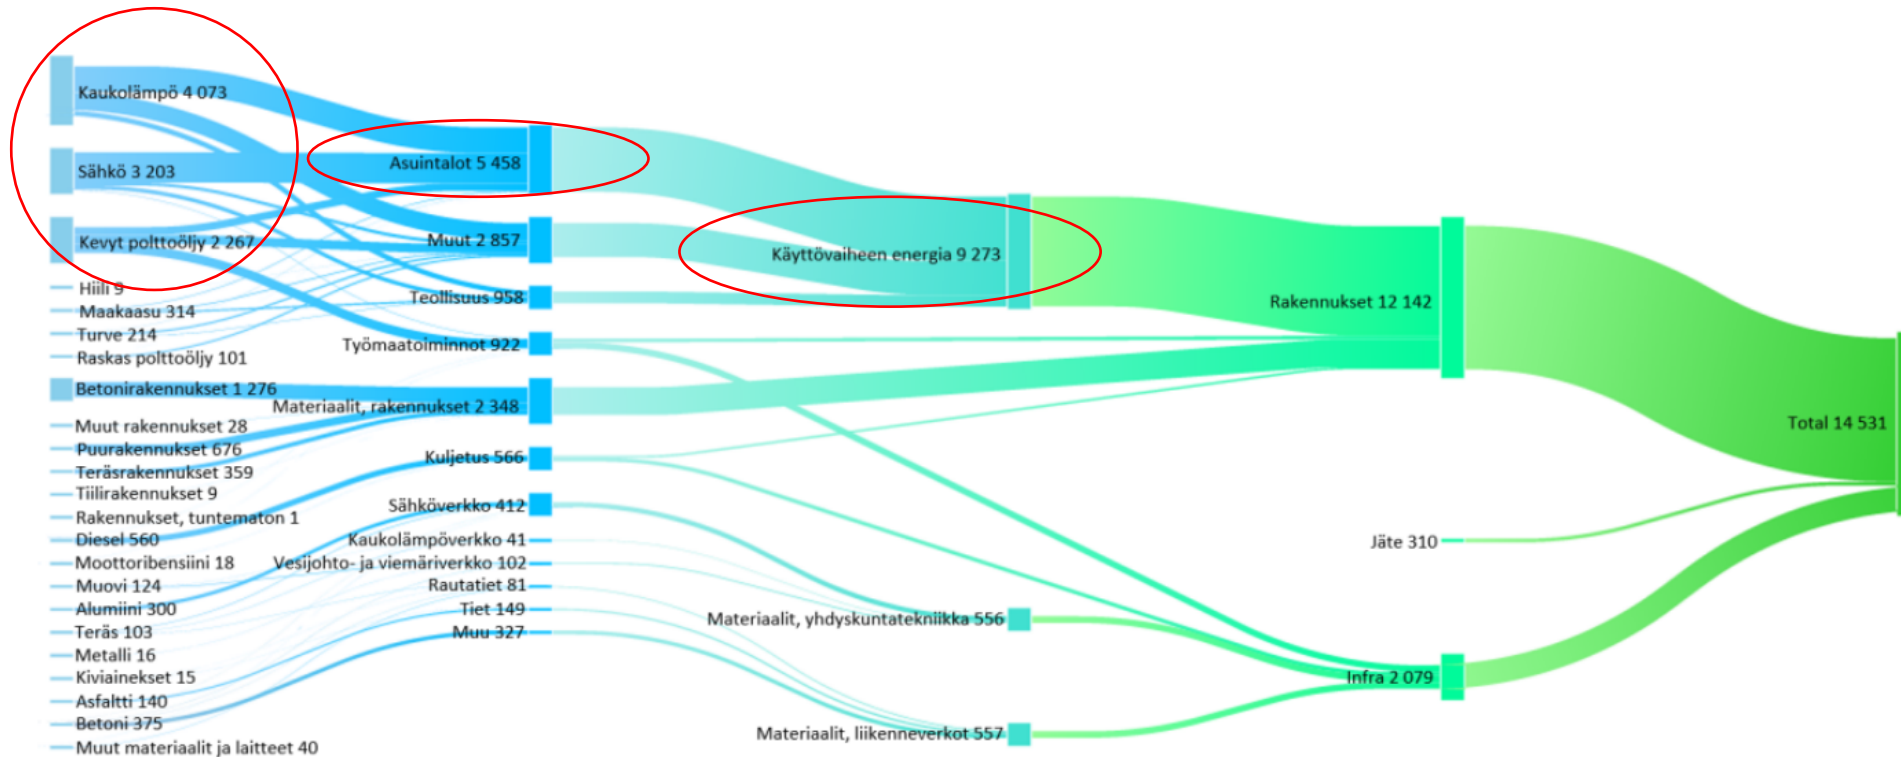 Kaukolämpö 4 073
Sähkö 3 203
Kevyt polttoöljy 2 267
Hiili 9
Maakaasu 314
Turve 214
Raskas polttoöljy 101
Betonirakennukset 1 276
Muut rakennukset 28
Puurakennukset 676
Teräsrakennukset 359
Tiilirakennukset 9
Rakennukset, tuntematon 1
Diesel 560
Moottoribensiini 18
Muovi 124
Alumiini 300
Teräs 103
Metalli 16
Kiviainekset 15
Asfaltti 140
Betoni 375
Muut materiaalit ja laitteet 40
Asuintalot 5 458
Muut 2 857
Teollisuus 958
Työmaatoiminnot 922
Materiaalit, rakennukset 2 348
Kuljetus 566
Sähköverkko 412
Kaukolämpöverkko 41
Vesijohto- ja viemäriverkko 102
Rautatiet 81
Tiet 149
Muu 327
Käyttövaiheen energia 9 273
Materiaalit, yhdyskuntatekniikka 556
Materiaalit, liikenneverkot 557
Rakennukset 12 142
Jäte 310
Infra 2 079
Total 14 531